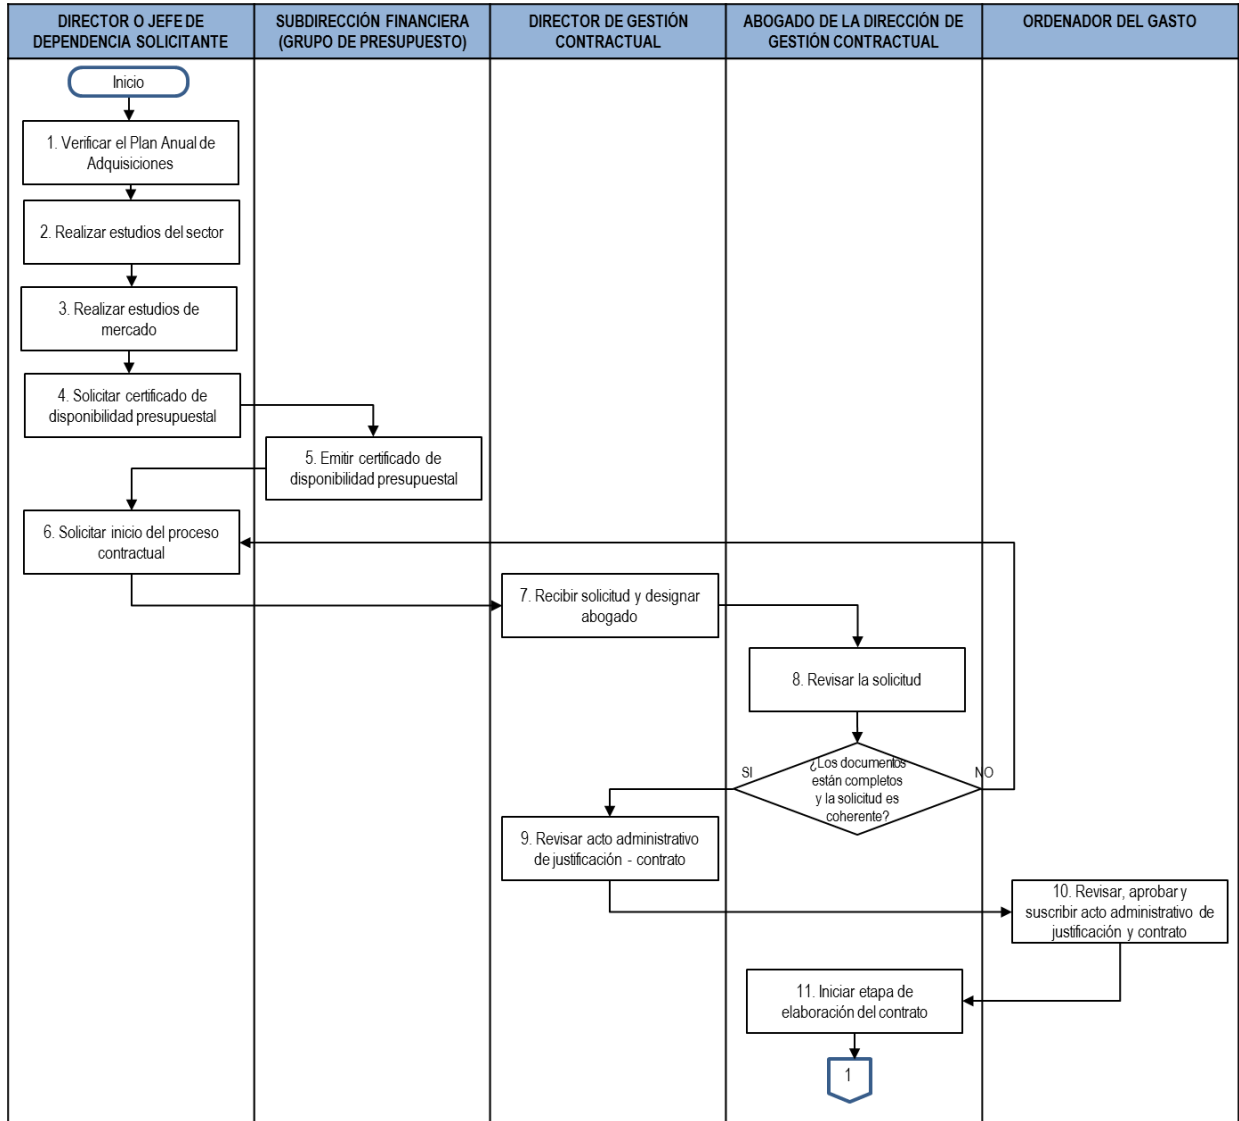 DIRECTOR O JEFE DE
DEPENDENCIA SOLICITANTE
SUBDIRECCIÓN FINANCIERA
(GRUPO DE PRESUPUESTO)
DIRECTOR DE GESTIÓN
CONTRACTUAL
ABOGADO DE LA DIRECCIÓN DE
GESTIÓN CONTRACTUAL
ORDENADOR DEL GASTO
Inicio
1. Verificar el Plan Anual de
Adquisiciones
2. Realizar estudios del sector
3. Realizar estudios de
mercado
4. Solicitar certificado de
disponibilidad presupuestal
5. Emitir certificado de
disponibilidad presupuestal
6. Solicitar inicio del proceso
contractual
7. Recibir solicitud y designar
abogado
8. Revisar la solicitud
¿Los documentos
están completos
y la solicitud es
coherente?
SI
NO
9. Revisar acto administrativo
de justificación - contrato
10. Revisar, aprobar y
suscribir acto administrativo de
justificación y contrato
11. Iniciar etapa de
elaboración del contrato
1